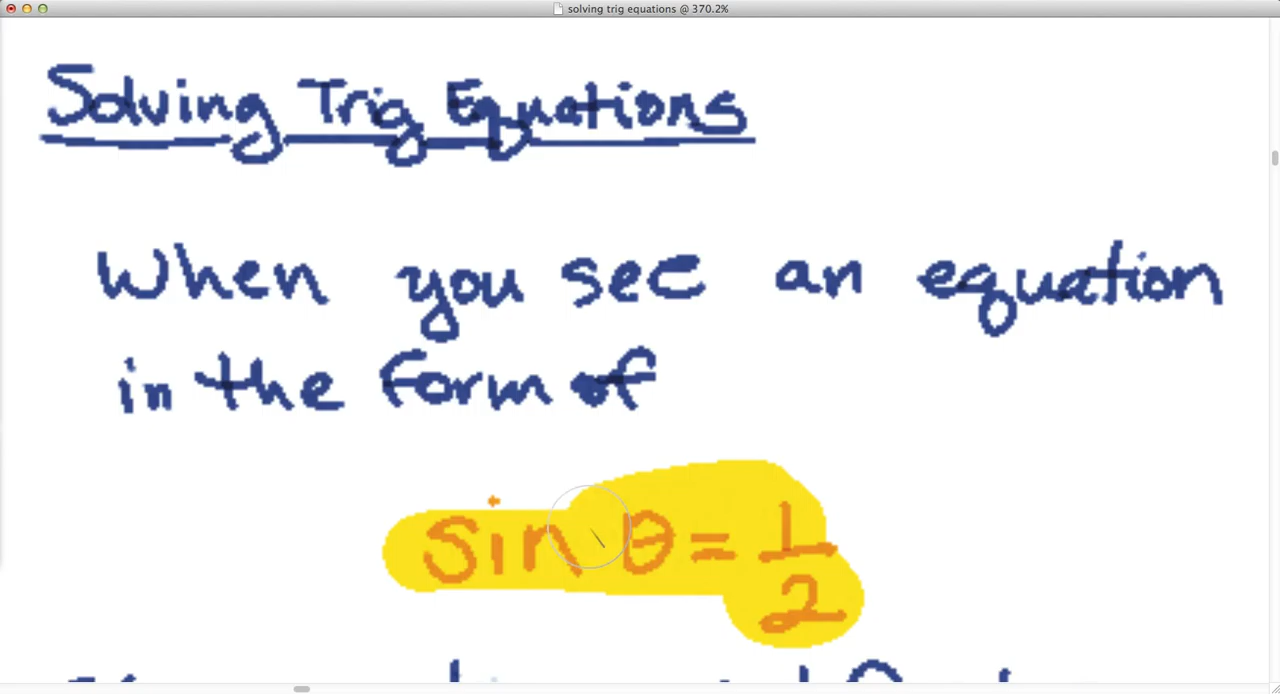 solving trig equations @ 370.2%
Solving Trig Equations
When you see an equation
in the form of
sin θ = 1/2